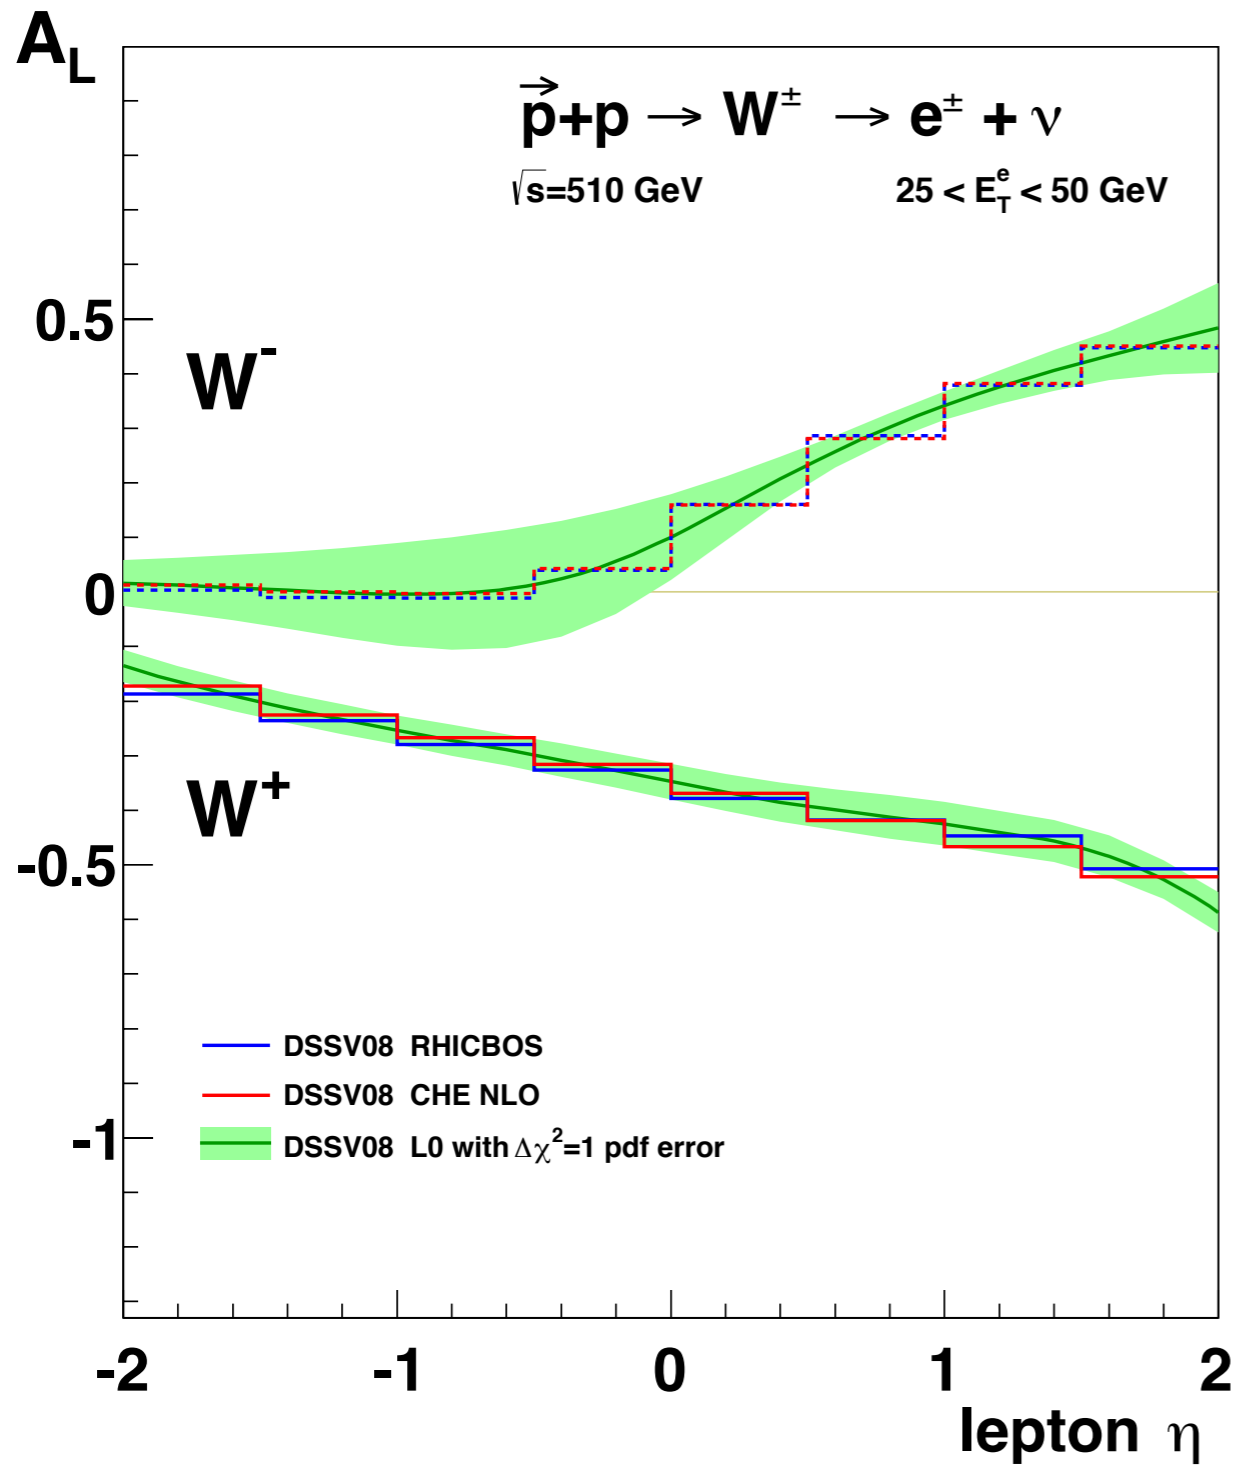 A_L
p⃗+p → W^± → e^± + ν
√s=510 GeV 25 < E_T^e < 50 GeV
0.5
W^-
0
W^+
-0.5
DSSV08 RHICBOS
DSSV08 CHE NLO
-1
DSSV08 L0 with Δχ^2=1 pdf error
-2 -1 0 1 2
lepton η